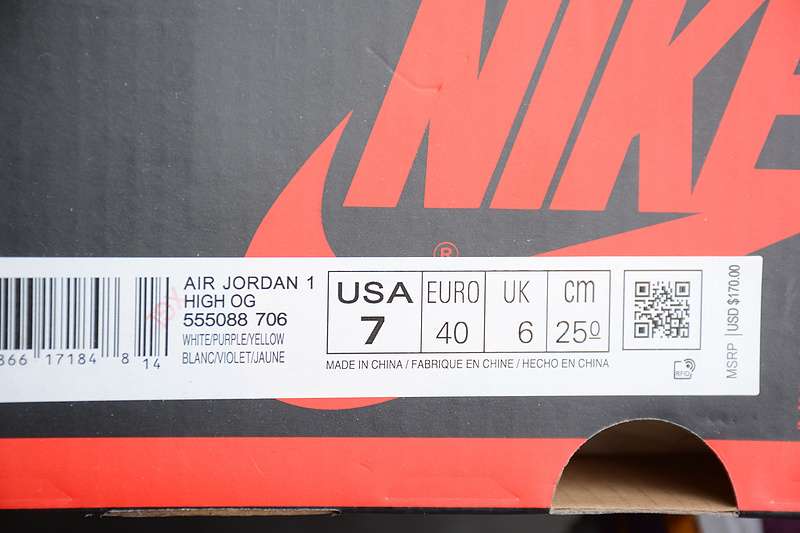 NIKE
®
AIR JORDAN 1
HIGH OG
555088 706
WHITE/PURPLE/YELLOW
BLANC/VIOLET/JAUNE
866 17184 8 14
USA EURO UK cm
7 40 6 25º
MADE IN CHINA / FABRIQUE EN CHINE / HECHO EN CHINA
RFID
MSRP | USD $170.00